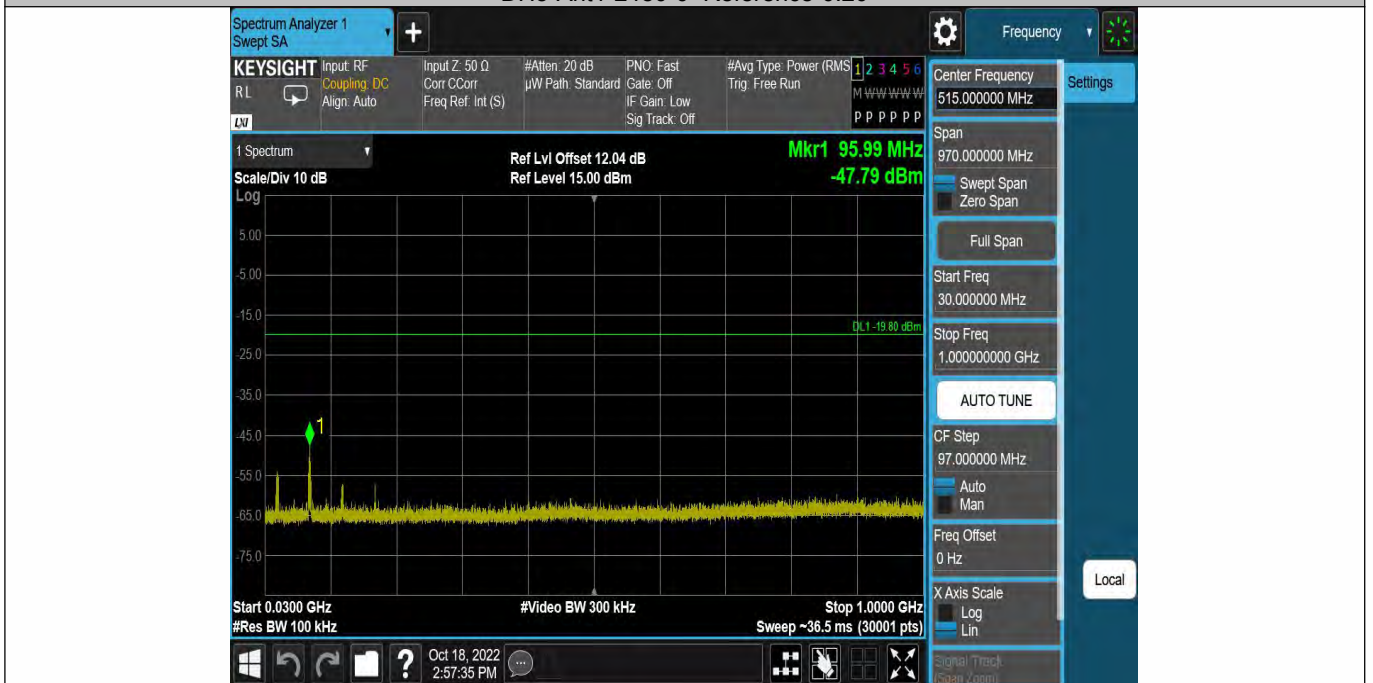 Spectrum Analyzer 1
Swept SA
+
Frequency
KEYSIGHT
RL
LXI
Input: RF
Coupling: DC
Align: Auto
Input Z: 50 Ω
Corr CCorr
Freq Ref: Int (S)
#Atten: 20 dB
µW Path: Standard
PNO: Fast
Gate: Off
IF Gain: Low
Sig Track: Off
#Avg Type: Power (RMS
Trig: Free Run
1 2 3 4 5 6
M W W W W W
P P P P P P
1 Spectrum
Scale/Div 10 dB
Log
Ref Lvl Offset 12.04 dB
Ref Level 15.00 dBm
Mkr1 95.99 MHz
-47.79 dBm
5.00
-5.00
-15.0
DL1 -19.80 dBm
-25.0
-35.0
1
-45.0
-55.0
-65.0
-75.0
Start 0.0300 GHz
#Res BW 100 kHz
#Video BW 300 kHz
Stop 1.0000 GHz
Sweep ~36.5 ms (30001 pts)
Center Frequency
515.000000 MHz
Settings
Span
970.000000 MHz
Swept Span
Zero Span
Full Span
Start Freq
30.000000 MHz
Stop Freq
1.000000000 GHz
AUTO TUNE
CF Step
97.000000 MHz
Auto
Man
Freq Offset
0 Hz
X Axis Scale
Log
Lin
Local
Signal Track
(Span Zoom)
?
Oct 18, 2022
2:57:35 PM